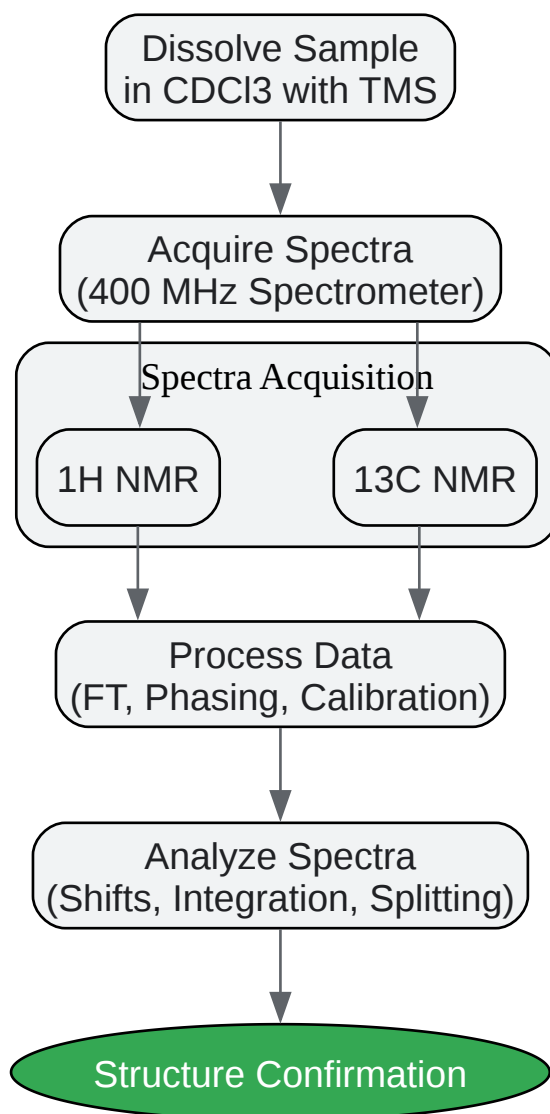 Dissolve Sample
in CDCl3 with TMS
Acquire Spectra
(400 MHz Spectrometer)
Spectra Acquisition
1H NMR
13C NMR
Process Data
(FT, Phasing, Calibration)
Analyze Spectra
(Shifts, Integration, Splitting)
Structure Confirmation